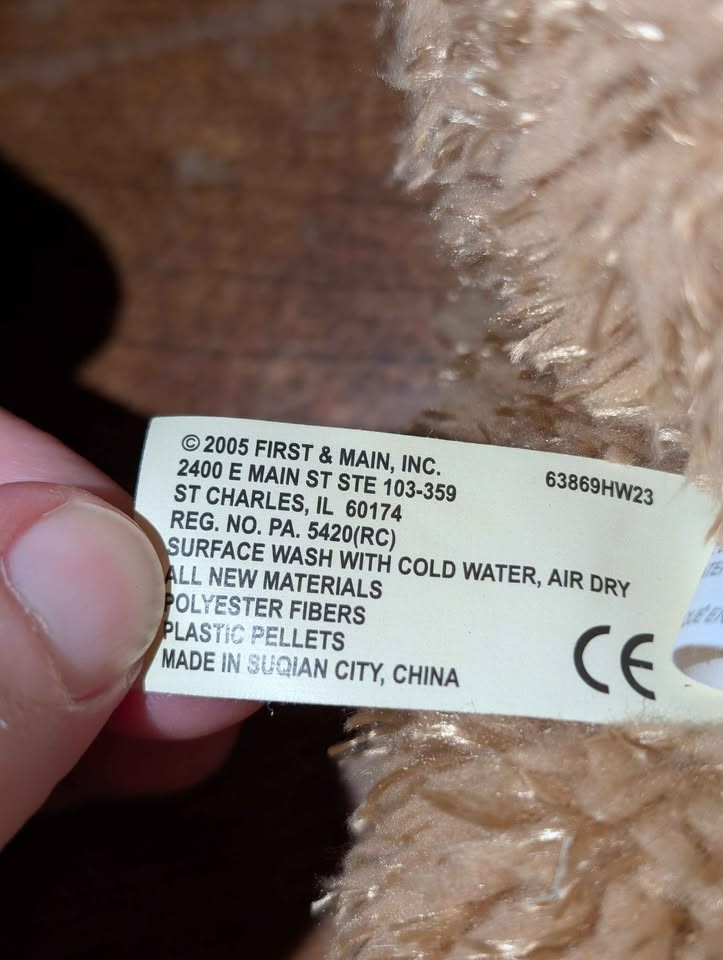 © 2005 FIRST & MAIN, INC.
63869HW23
2400 E MAIN ST STE 103-359
ST CHARLES, IL 60174
REG. NO. PA. 5420(RC)
SURFACE WASH WITH COLD WATER, AIR DRY
ALL NEW MATERIALS
POLYESTER FIBERS
PLASTIC PELLETS
MADE IN SUQIAN CITY, CHINA
CE